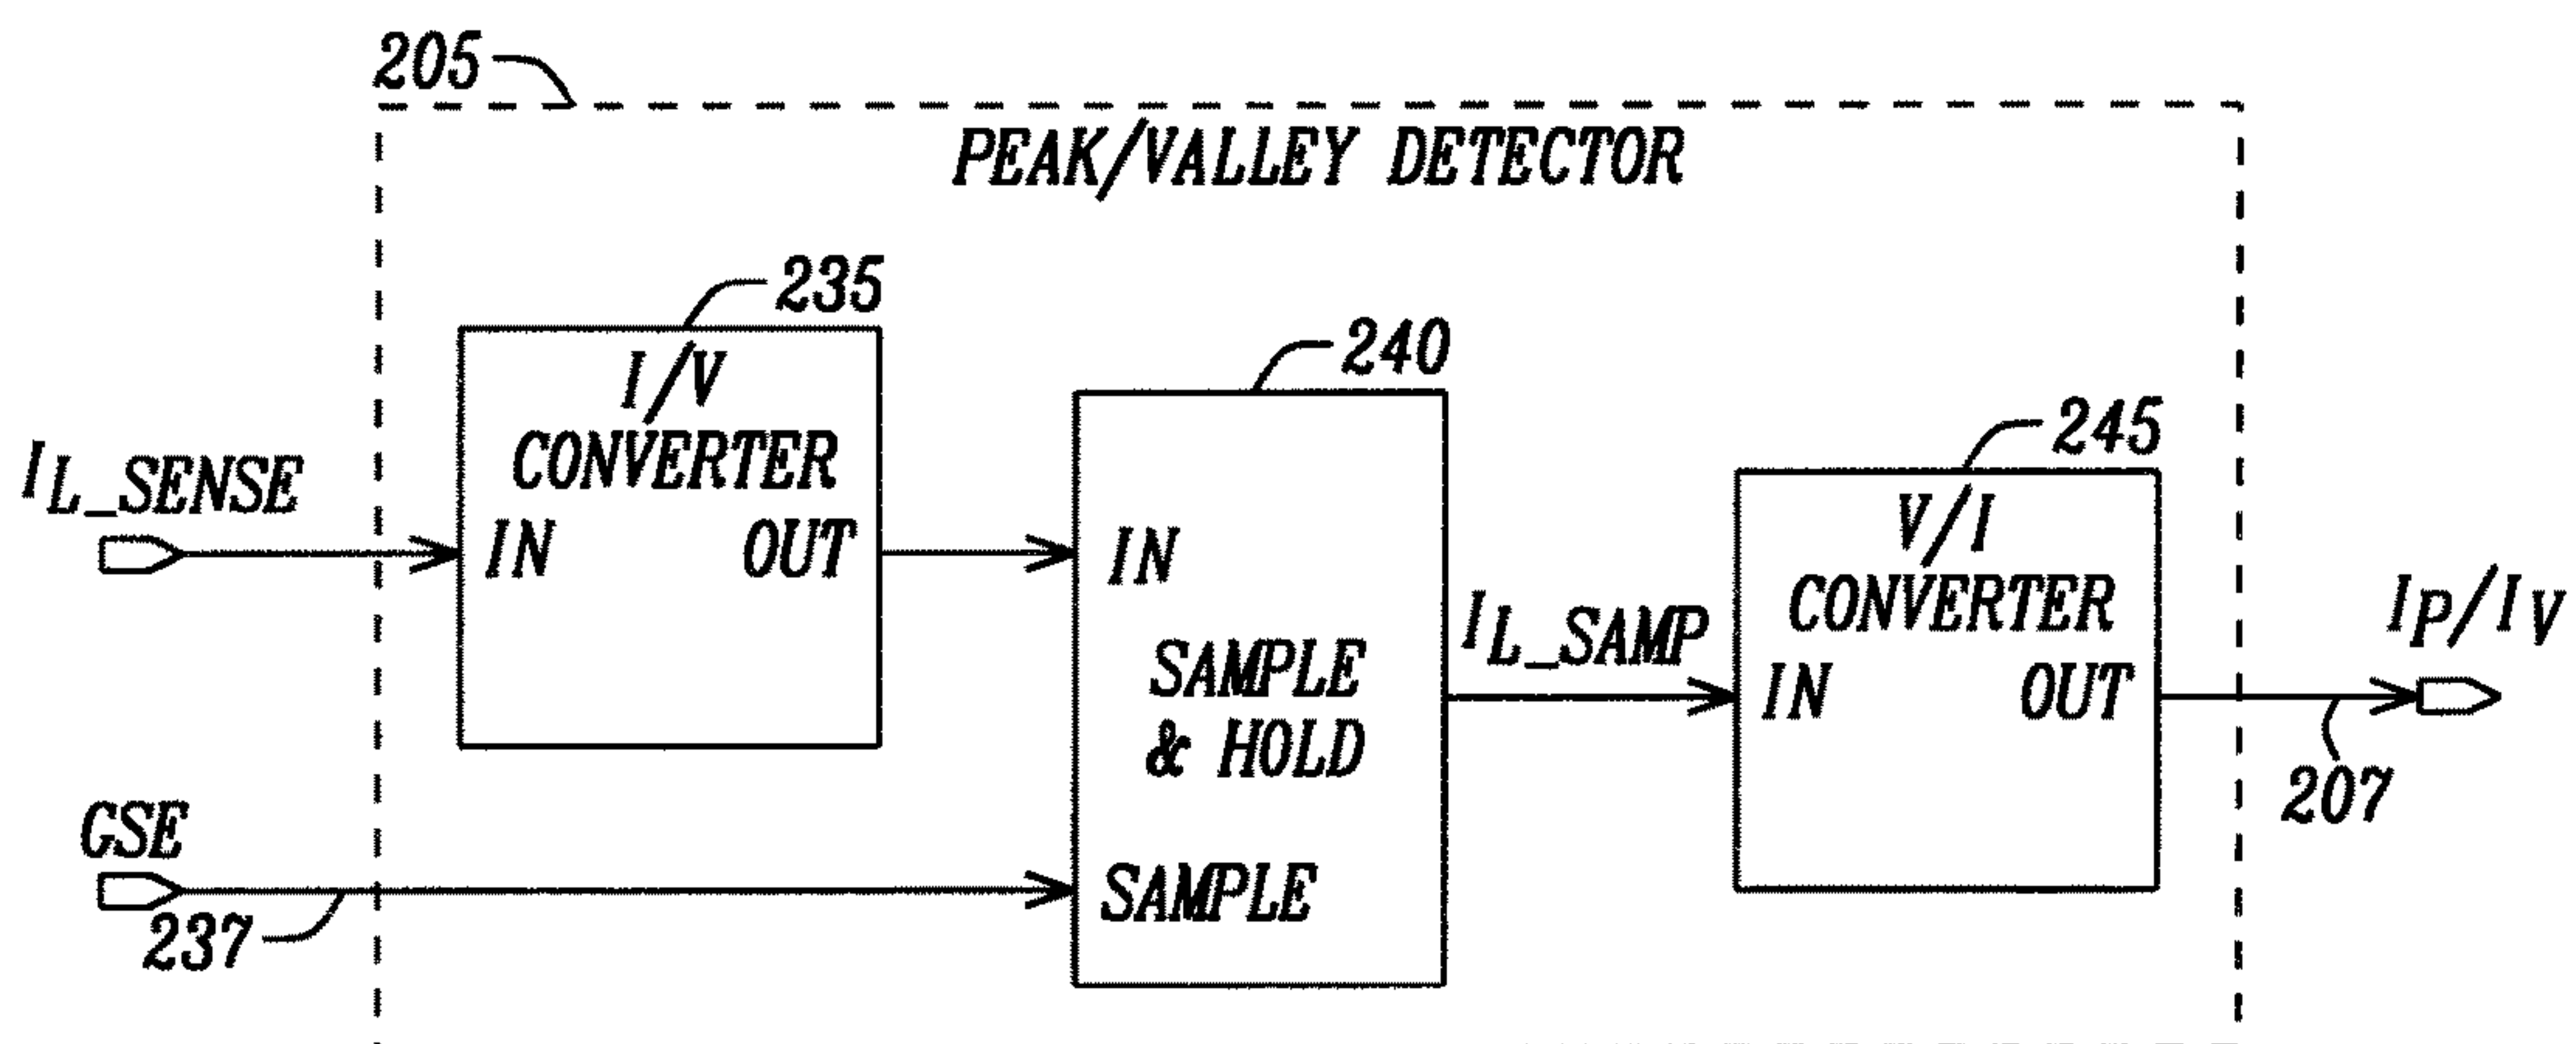 205
PEAK/VALLEY DETECTOR
235
I/V
CONVERTER
IN OUT
240
IN
SAMPLE
& HOLD
SAMPLE
245
V/I
CONVERTER
IN OUT
IL_SENSE
GSE
237
IL_SAMP
IP/IV
207